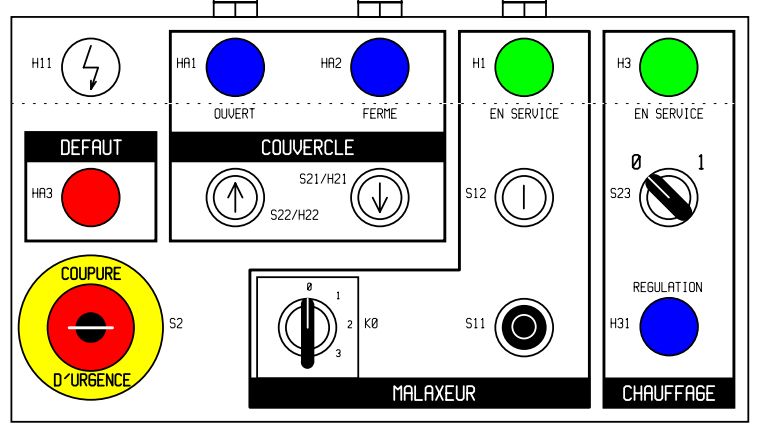 H11
HA1
HA2
H1
H3
OUVERT
FERME
EN SERVICE
EN SERVICE
DEFAUT
COUVERCLE
0 1
HA3
S21/H21
S22/H22
S12
S23
COUPURE
D'URGENCE
S2
0
1
2
3
K0
S11
REGULATION
H31
MALAXEUR
CHAUFFAGE